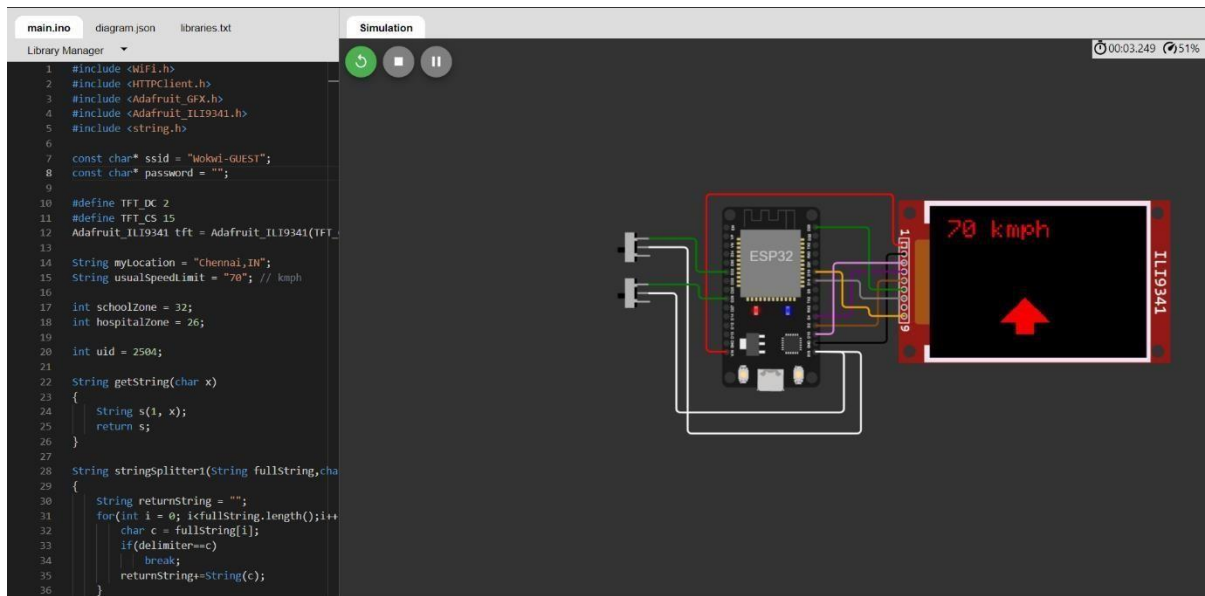 main.ino diagram.json libraries.txt Simulation
Library Manager
00:03.249 51%
1 #include <WiFi.h>
2 #include <HTTPClient.h>
3 #include <Adafruit_GFX.h>
4 #include <Adafruit_ILI9341.h>
5 #include <string.h>
6
7 const char* ssid = "Wokwi-GUEST";
8 const char* password = "";
9
10 #define TFT_DC 2
11 #define TFT_CS 15
12 Adafruit_ILI9341 tft = Adafruit_ILI9341(TFT_
13
14 String myLocation = "Chennai,IN";
15 String usualSpeedLimit = "70"; // kmph
16
17 int schoolZone = 32;
18 int hospitalZone = 26;
19
20 int uid = 2504;
21
22 String getString(char x)
23 {
24 String s(1, x);
25 return s;
26 }
27
28 String stringSplitter1(String fullString,cha
29 {
30 String returnString = "";
31 for(int i = 0; i<fullString.length();i++
32 char c = fullString[i];
33 if(delimiter==c)
34 break;
35 returnString+=String(c);
36 }
ESP32
1
9
70 kmph
ILI9341